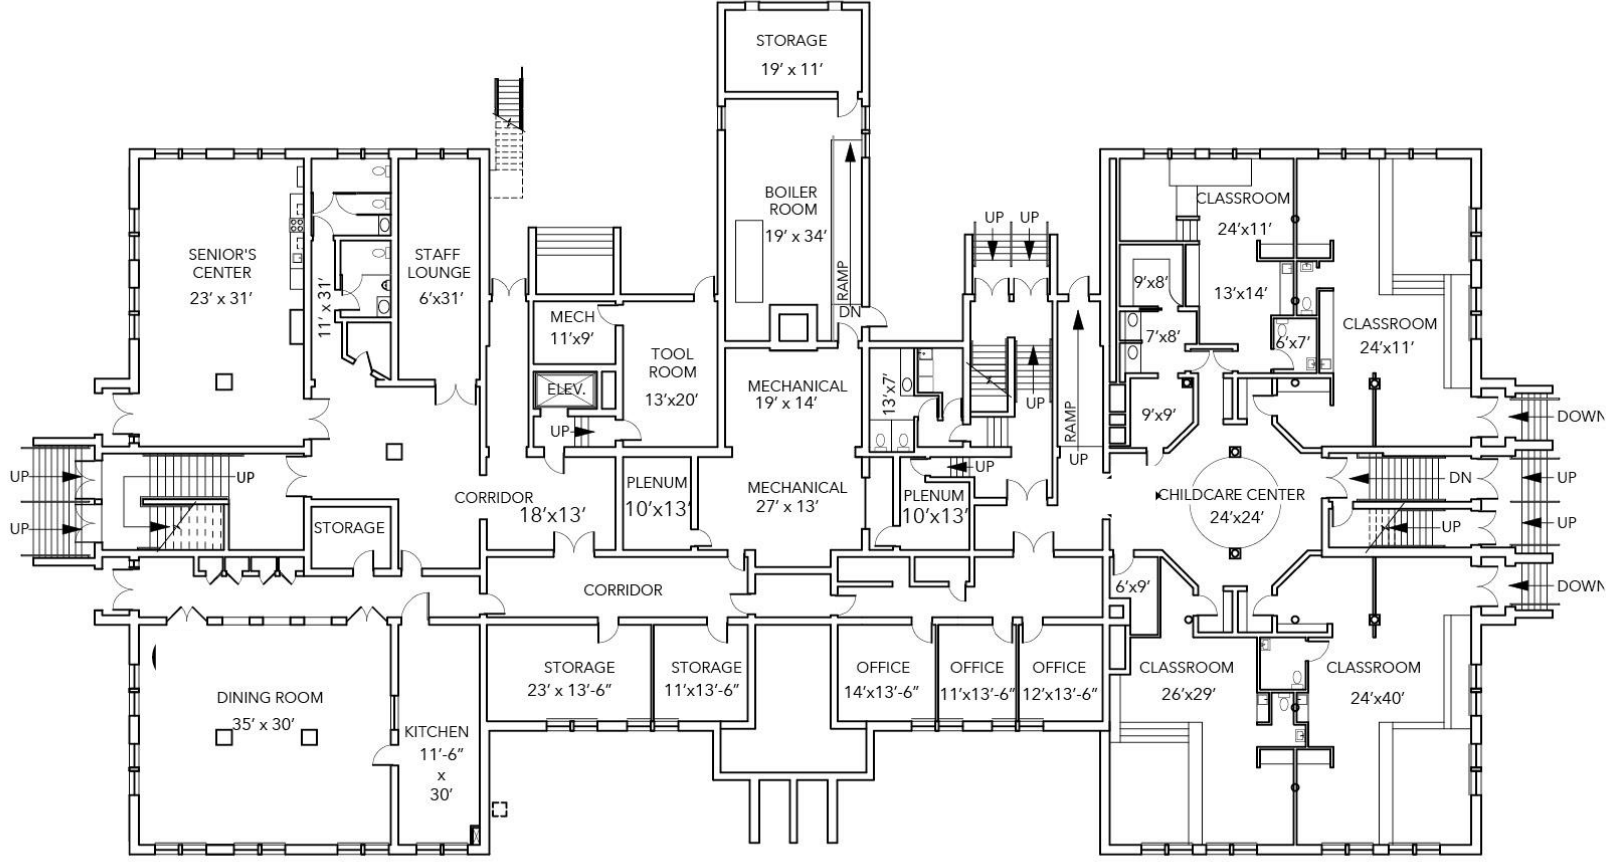 STORAGE
19' x 11'
BOILER
ROOM
19' x 34'
RAMP
DN
SENIOR'S
CENTER
23' x 31'
11' x 31'
STAFF
LOUNGE
6'x31'
MECH
11'x9'
ELEV.
UP
TOOL
ROOM
13'x20'
MECHANICAL
19' x 14'
13'x7'
UP
UP
UP
RAMP
UP
CLASSROOM
24'x11'
9'x8'
13'x14'
7'x8'
6'x7'
9'x9'
CLASSROOM
24'x11'
DOWN
UP
UP
UP
CORRIDOR
18'x13'
STORAGE
PLENUM
10'x13'
MECHANICAL
27' x 13'
UP
PLENUM
10'x13'
CHILDCARE CENTER
24'x24'
DN
UP
UP
UP
DOWN
CORRIDOR
6'x9'
DINING ROOM
35' x 30'
KITCHEN
11'-6"
x
30'
STORAGE
23' x 13'-6"
STORAGE
11'x13'-6"
OFFICE
14'x13'-6"
OFFICE
11'x13'-6"
OFFICE
12'x13'-6"
CLASSROOM
26'x29'
CLASSROOM
24'x40'